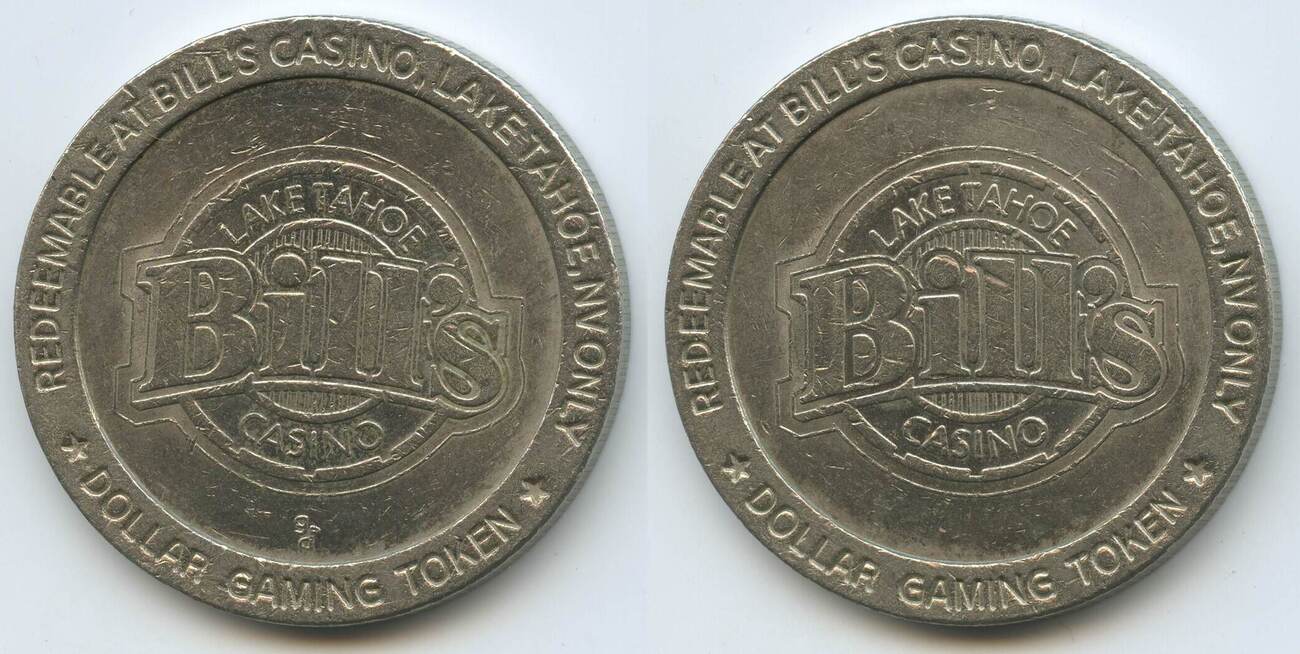 REDEEMABLE AT BILL'S CASINO, LAKE TAHOE, NV ONLY
LAKE TAHOE
Bill's
CASINO
★ DOLLAR GAMING TOKEN ★
REDEEMABLE AT BILL'S CASINO, LAKE TAHOE, NV ONLY
LAKE TAHOE
Bill's
CASINO
★ DOLLAR GAMING TOKEN ★